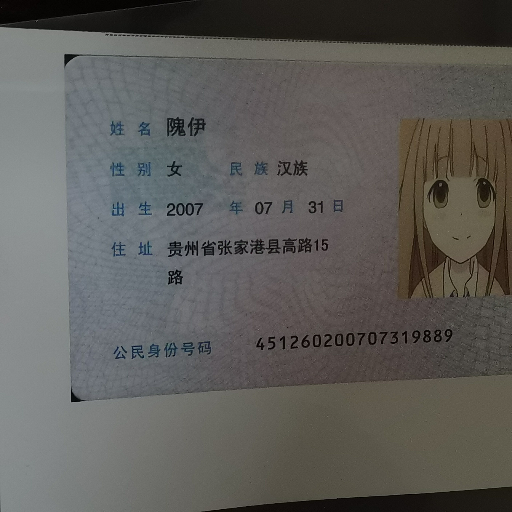 姓名 隗伊
性别 女 民族 汉族
出生 2007 年 07 月 31 日
住址 贵州省张家港县高路15
路
公民身份号码 451260200707319889